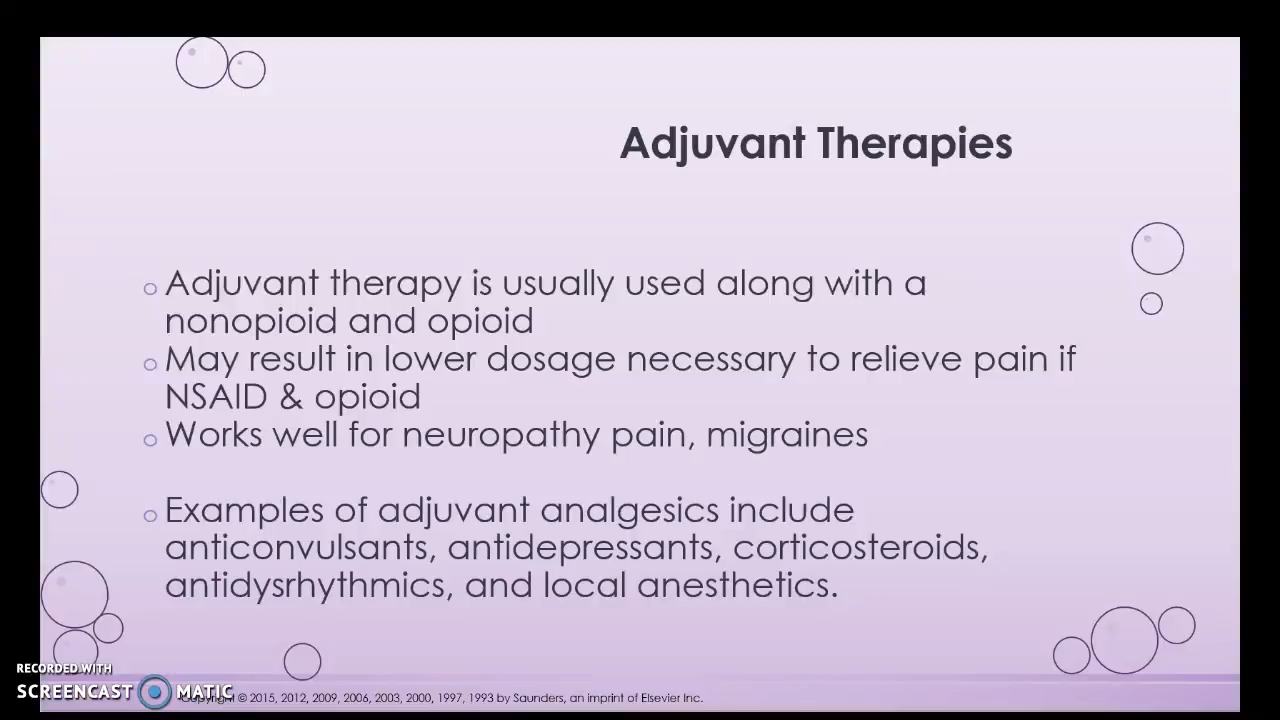 Adjuvant Therapies
Adjuvant therapy is usually used along with a
nonopioid and opioid
May result in lower dosage necessary to relieve pain if
NSAID & opioid
Works well for neuropathy pain, migraines
Examples of adjuvant analgesics include
anticonvulsants, antidepressants, corticosteroids,
antidysrhythmics, and local anesthetics.
RECORDED WITH
SCREENCAST MATIC
Copyright © 2015, 2012, 2009, 2006, 2003, 2000, 1997, 1993 by Saunders, an imprint of Elsevier Inc.